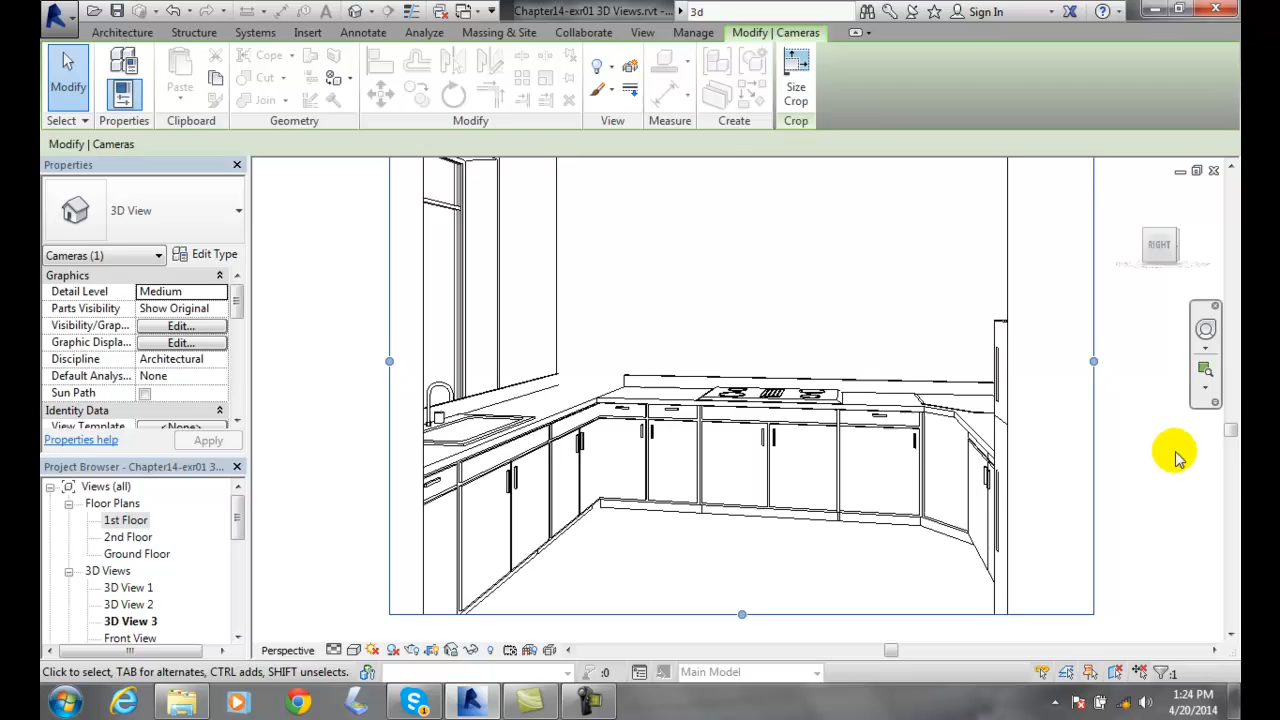 Chapter14-exr01 3D Views.rvt -...
3d
Sign In
Architecture
Structure
Systems
Insert
Annotate
Analyze
Massing & Site
Collaborate
View
Manage
Modify | Cameras
Modify
Select
Properties
Paste
Clipboard
Cope
Cut
Join
Geometry
Modify
View
Measure
Create
Size
Crop
Crop
Modify | Cameras
Properties
3D View
Cameras (1)
Edit Type
Graphics
Detail Level Medium
Parts Visibility Show Original
Visibility/Grap... Edit...
Graphic Displa... Edit...
Discipline Architectural
Default Analys... None
Sun Path
Identity Data
View Template <None>
Properties help
Apply
Project Browser - Chapter14-exr01 3...
Views (all)
Floor Plans
1st Floor
2nd Floor
Ground Floor
3D Views
3D View 1
3D View 2
3D View 3
Front View
RIGHT
Perspective
Click to select, TAB for alternates, CTRL adds, SHIFT unselects.
:0
Main Model
:1
1
1:24 PM
4/20/2014